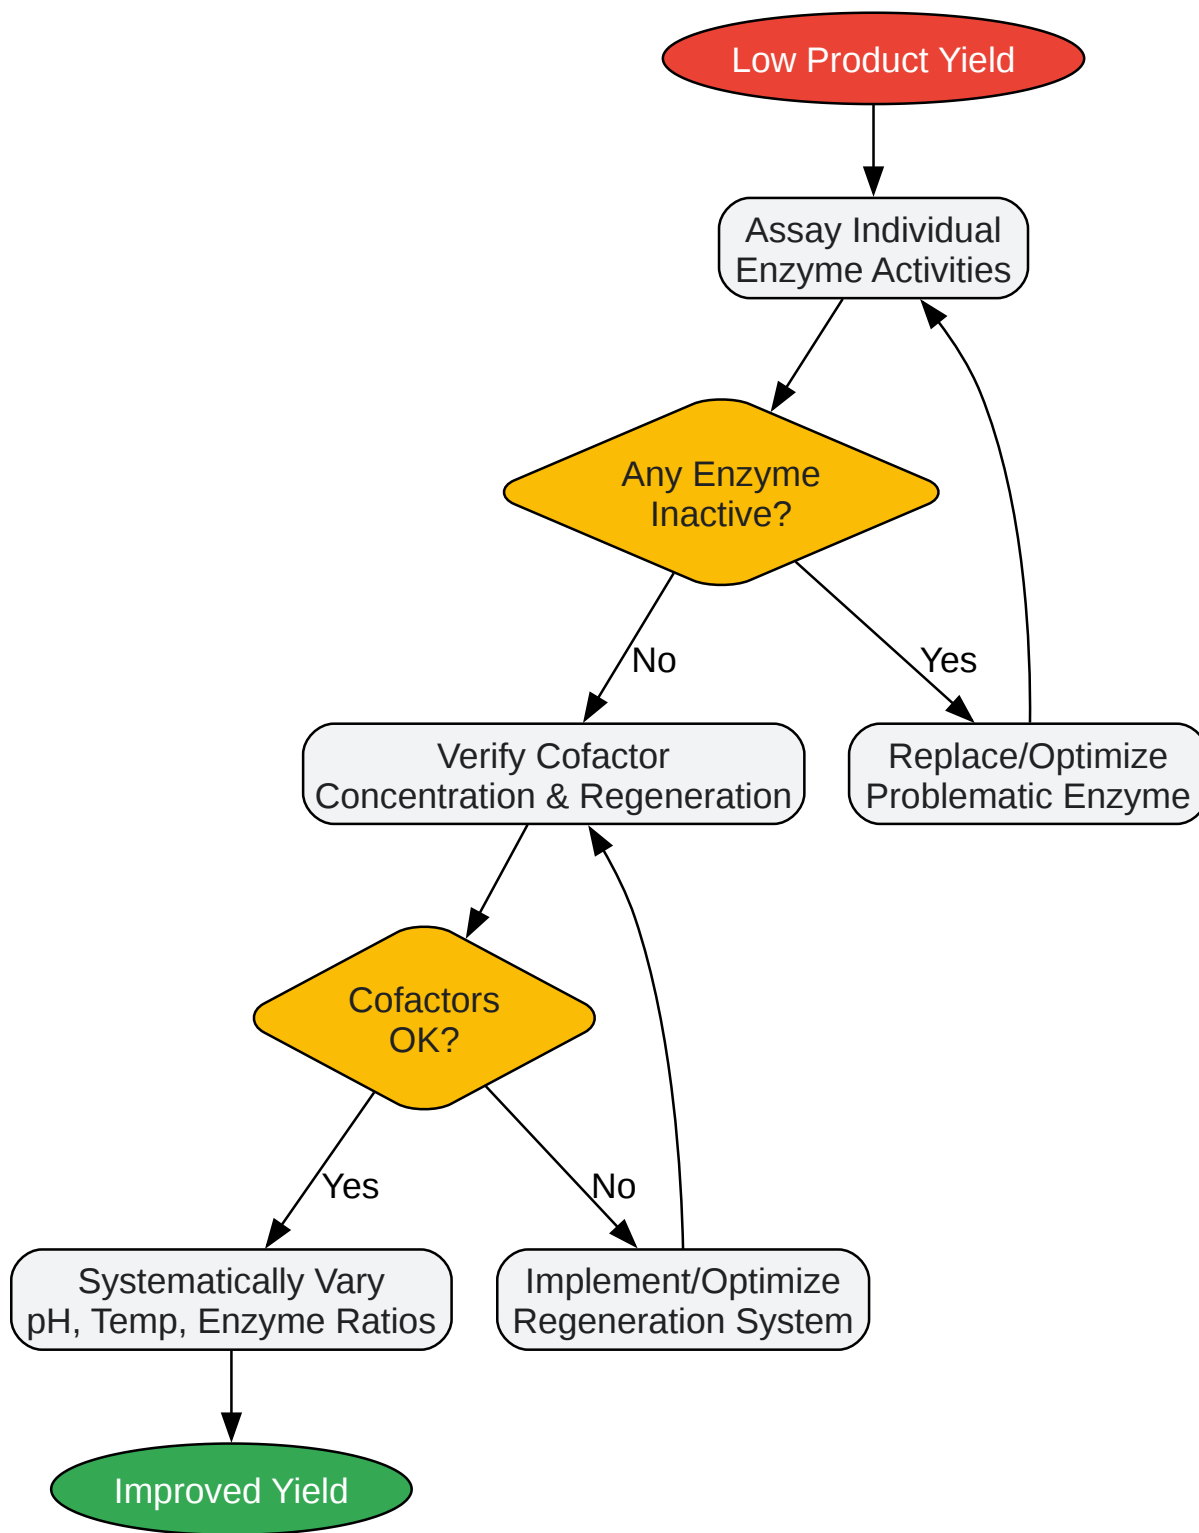 Low Product Yield
Assay Individual
Enzyme Activities
Any Enzyme
Inactive?
No
Yes
Verify Cofactor
Concentration & Regeneration
Replace/Optimize
Problematic Enzyme
Cofactors
OK?
Yes
No
Systematically Vary
pH, Temp, Enzyme Ratios
Implement/Optimize
Regeneration System
Improved Yield